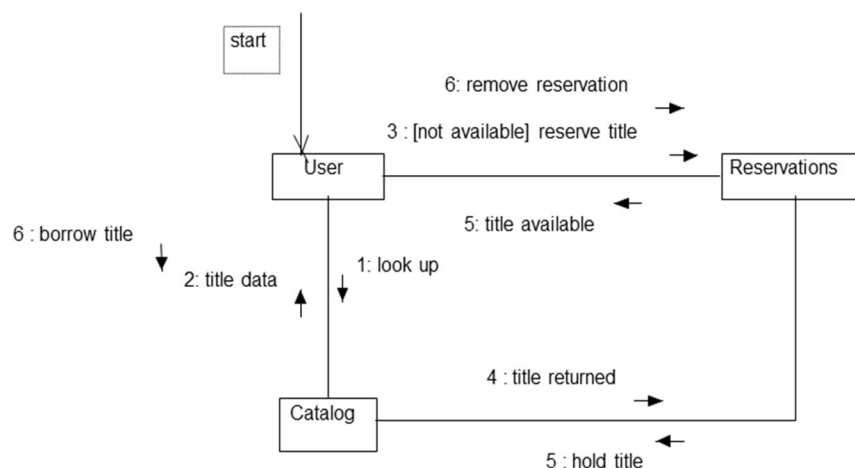 start
6: remove reservation
3 : [not available] reserve title
User
Reservations
5: title available
6 : borrow title
2: title data
1: look up
4 : title returned
Catalog
5 : hold title